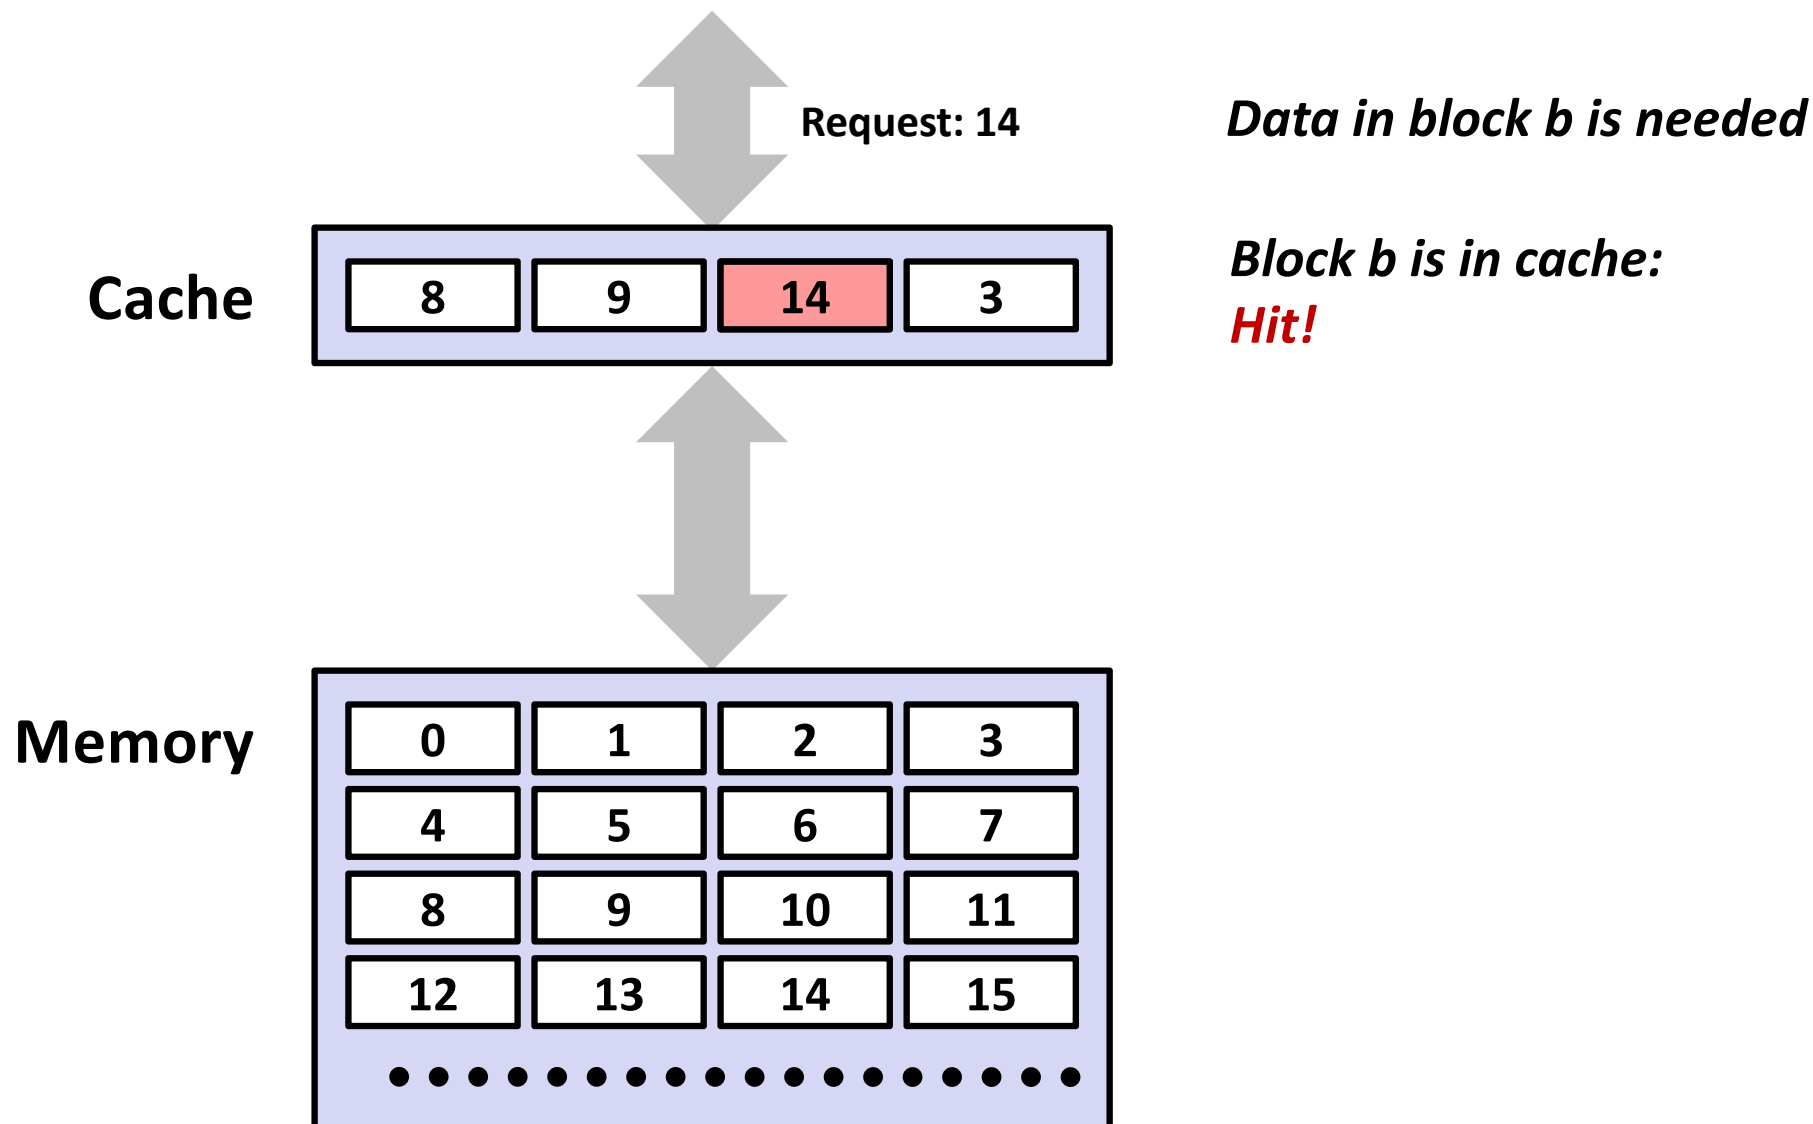 Request: 14
Data in block b is needed
Cache
8 9 14 3
Block b is in cache:
Hit!
Memory
0 1 2 3
4 5 6 7
8 9 10 11
12 13 14 15